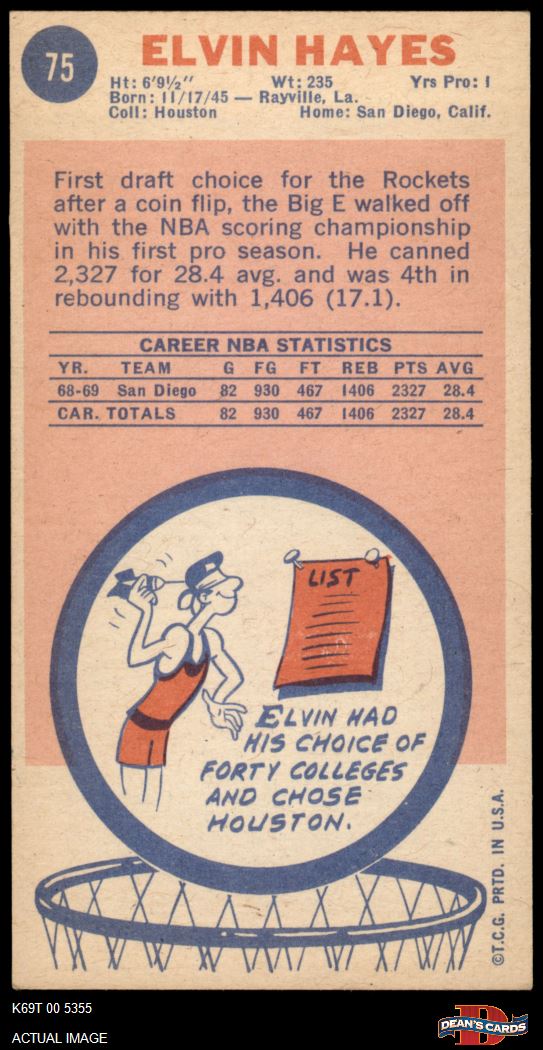 75
ELVIN HAYES
Ht: 6'9½" Wt: 235 Yrs Pro: 1
Born: 11/17/45 — Rayville, La.
Coll: Houston Home: San Diego, Calif.
First draft choice for the Rockets
after a coin flip, the Big E walked off
with the NBA scoring championship
in his first pro season. He canned
2,327 for 28.4 avg. and was 4th in
rebounding with 1,406 (17.1).
CAREER NBA STATISTICS
YR. TEAM G FG FT REB PTS AVG
68-69 San Diego 82 930 467 1406 2327 28.4
CAR. TOTALS 82 930 467 1406 2327 28.4
LIST
ELVIN HAD
HIS CHOICE OF
FORTY COLLEGES
AND CHOSE
HOUSTON.
©T.C.G. PRTD. IN U.S.A.
K69T 00 5355
ACTUAL IMAGE
D
DEAN'S CARDS